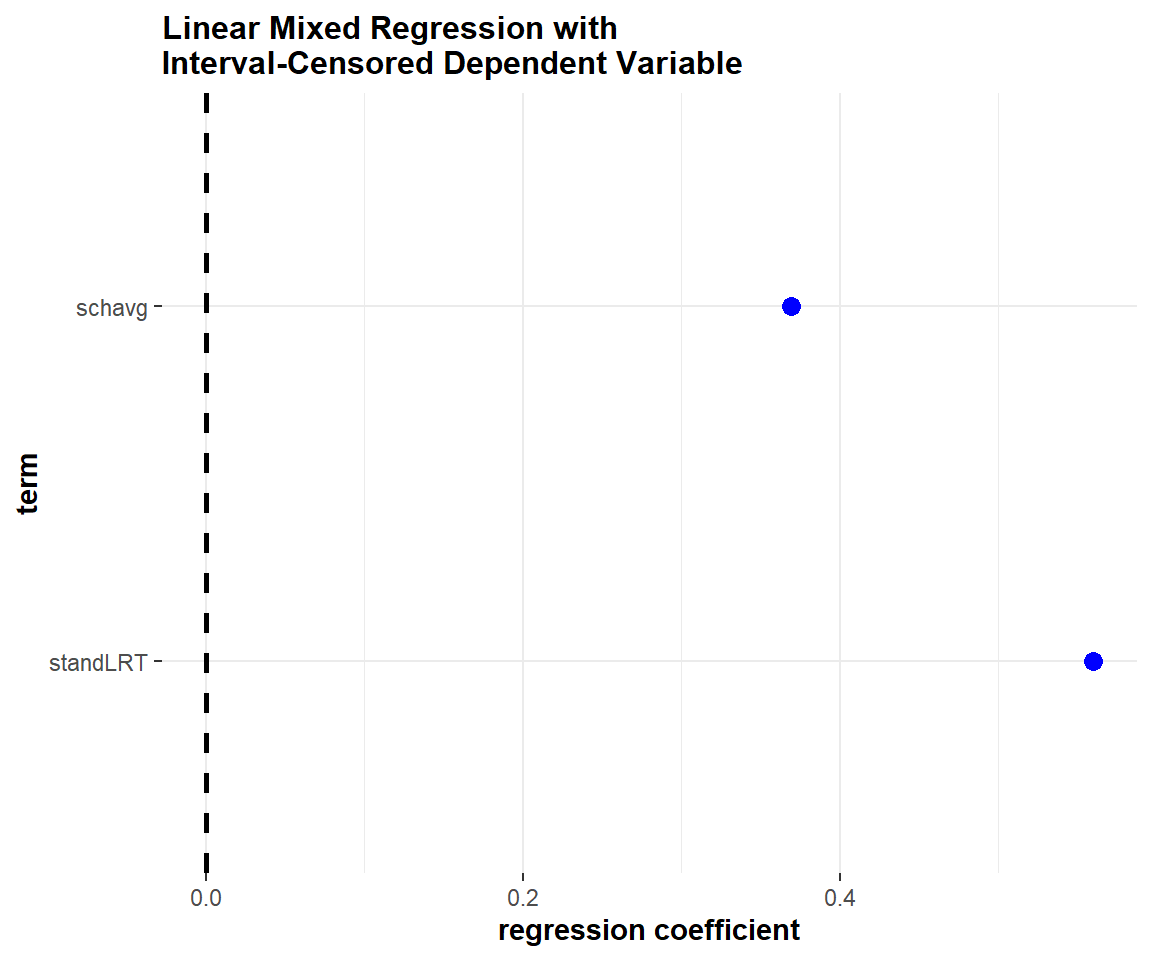 Linear Mixed Regression with
Interval-Censored Dependent Variable
term
schavg
standLRT
0.0
0.2
0.4
regression coefficient